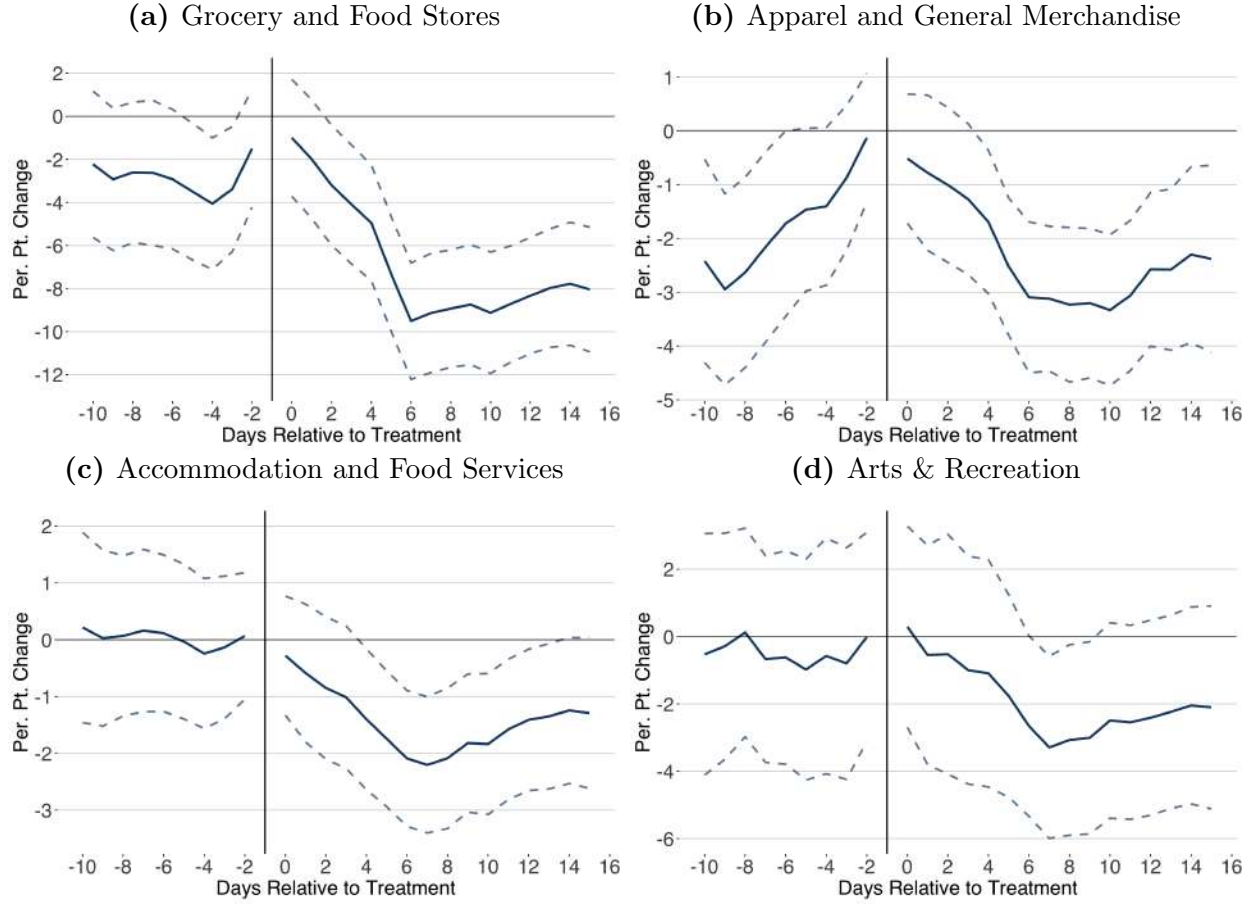 (a) Grocery and Food Stores
Per. Pt. Change
2
0
-2
-4
-6
-8
-10
-12
-10 -8 -6 -4 -2 0 2 4 6 8 10 12 14 16
Days Relative to Treatment
(b) Apparel and General Merchandise
Per. Pt. Change
1
0
-1
-2
-3
-4
-5
-10 -8 -6 -4 -2 0 2 4 6 8 10 12 14 16
Days Relative to Treatment
(c) Accommodation and Food Services
Per. Pt. Change
2
1
0
-1
-2
-3
-10 -8 -6 -4 -2 0 2 4 6 8 10 12 14 16
Days Relative to Treatment
(d) Arts & Recreation
Per. Pt. Change
2
0
-2
-4
-6
-10 -8 -6 -4 -2 0 2 4 6 8 10 12 14 16
Days Relative to Treatment